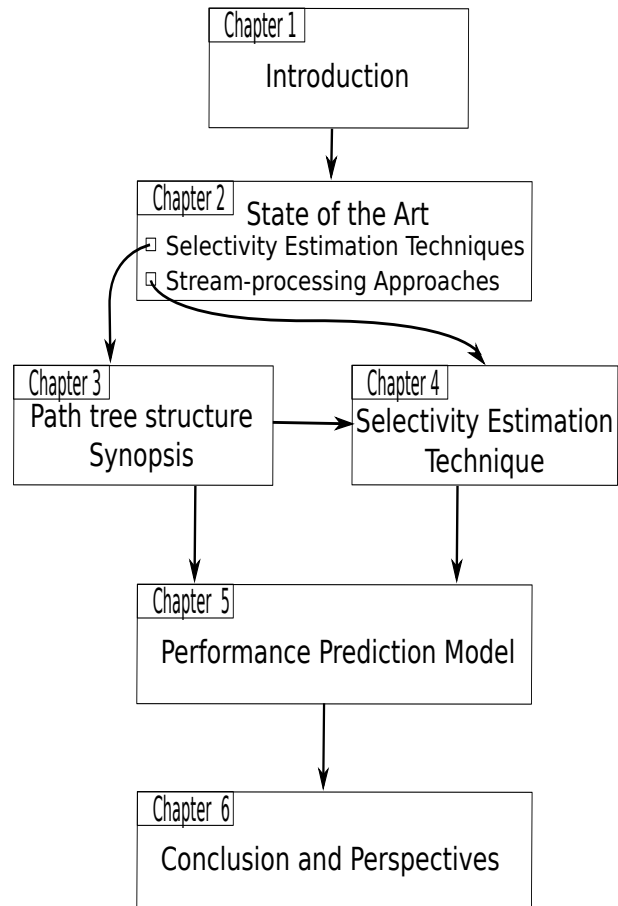 Chapter 1
Introduction
Chapter 2
State of the Art
Selectivity Estimation Techniques
Stream-processing Approaches
Chapter 3
Path tree structure
Synopsis
Chapter 4
Selectivity Estimation
Technique
Chapter 5
Performance Prediction Model
Chapter 6
Conclusion and Perspectives